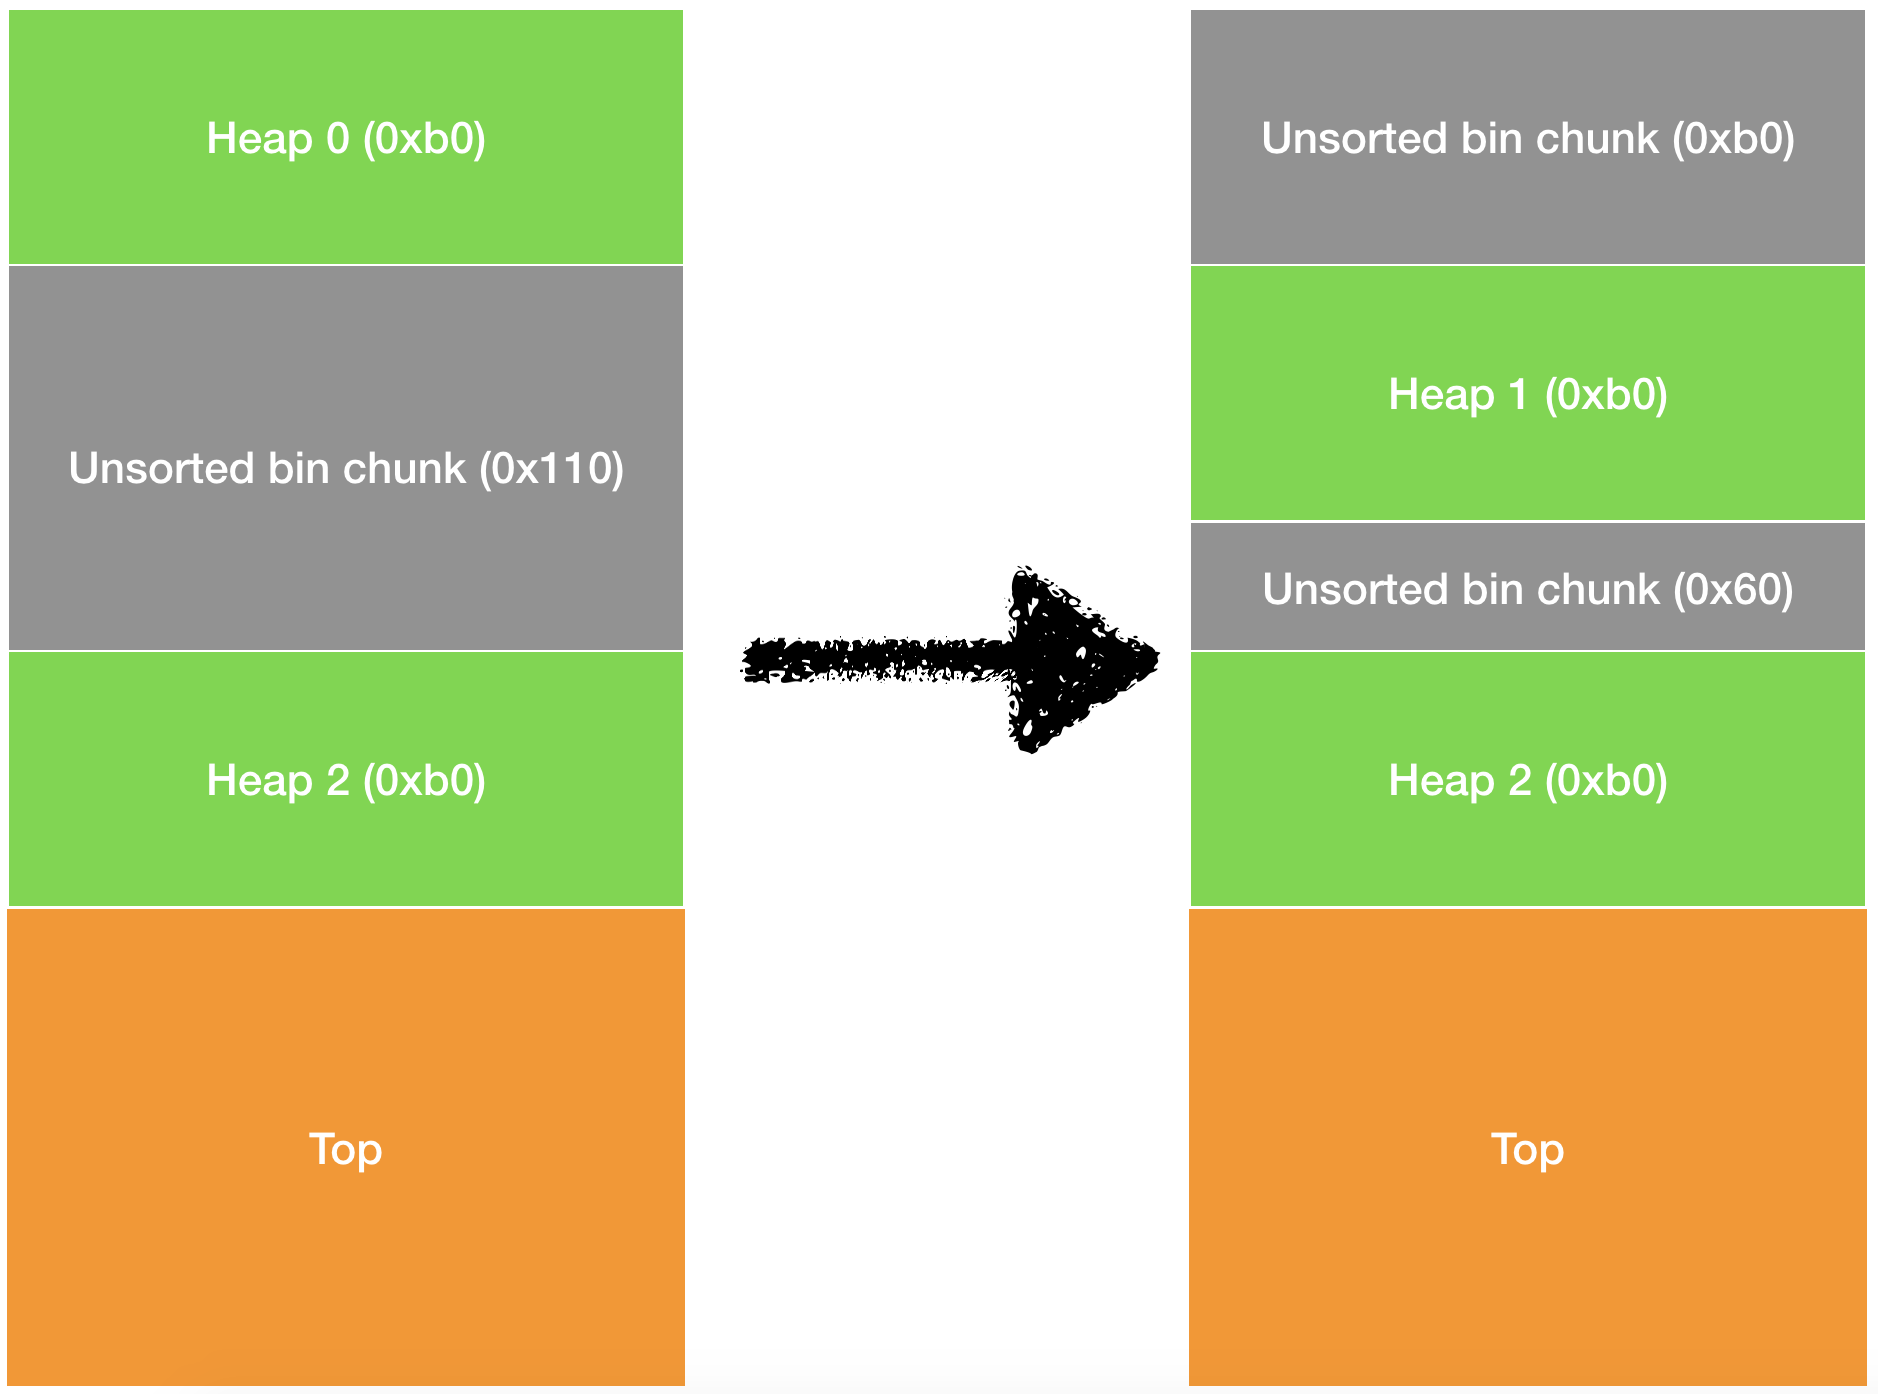 Heap 0 (0xb0)
Unsorted bin chunk (0x110)
Heap 2 (0xb0)
Top
Unsorted bin chunk (0xb0)
Heap 1 (0xb0)
Unsorted bin chunk (0x60)
Heap 2 (0xb0)
Top